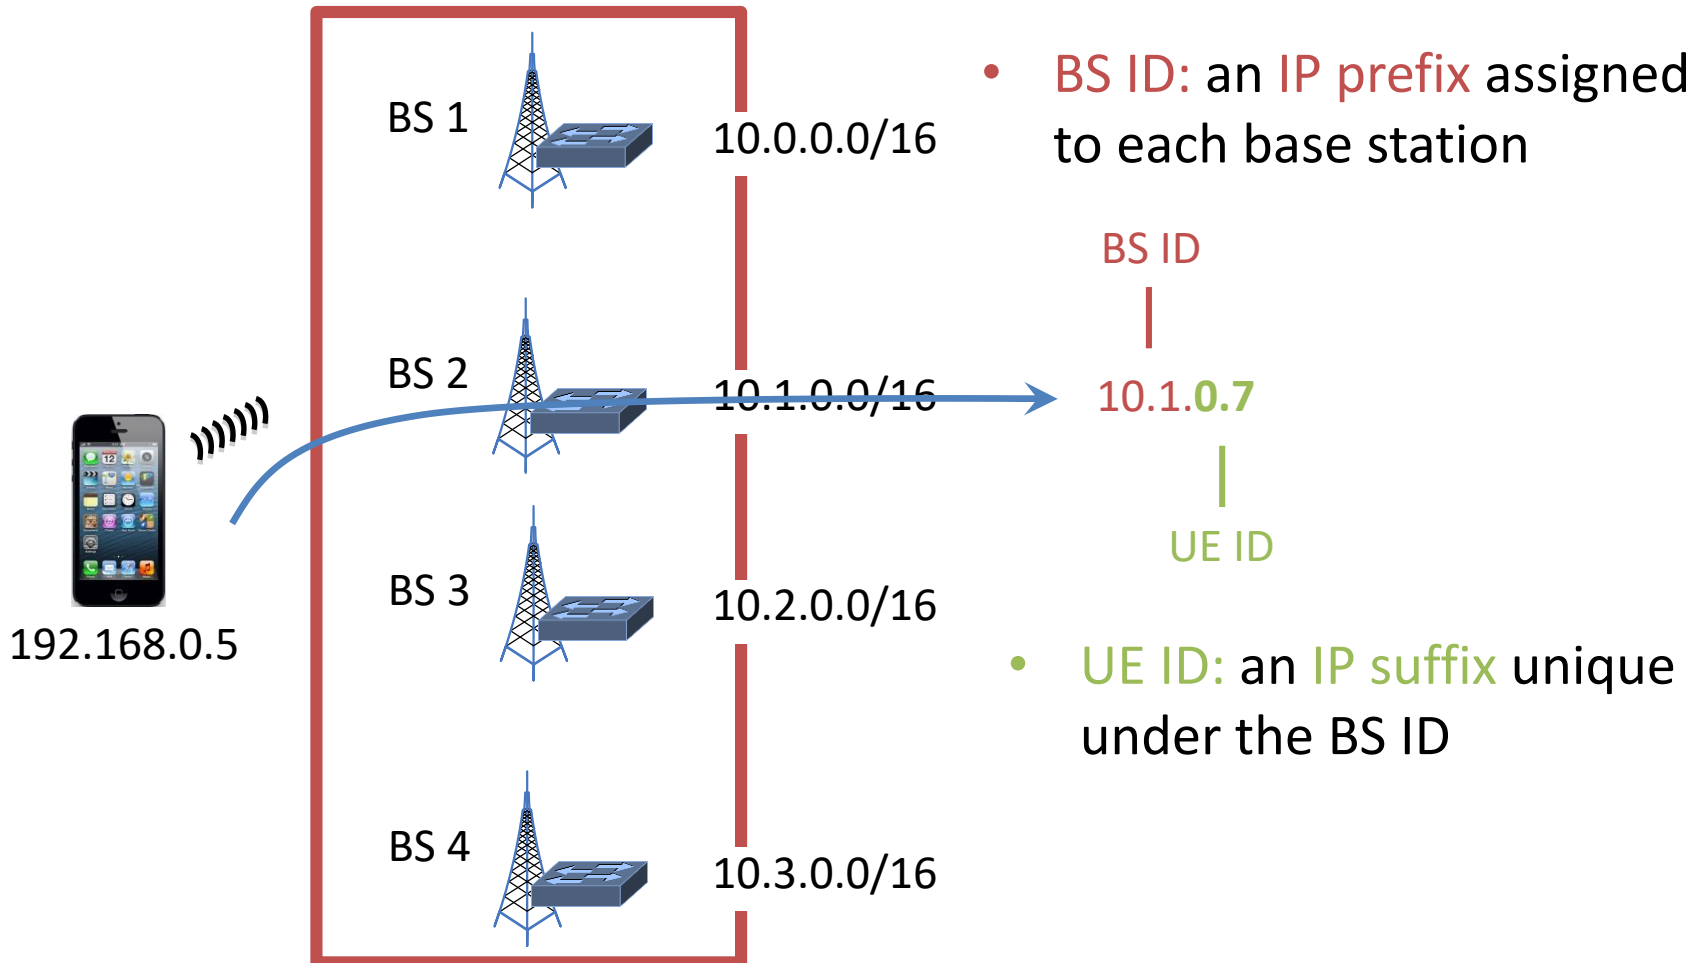 BS 1
10.0.0.0/16
• BS ID: an IP prefix assigned
to each base station
BS ID
BS 2
10.1.0.0/16
10.1.0.7
UE ID
BS 3
10.2.0.0/16
192.168.0.5
• UE ID: an IP suffix unique
under the BS ID
BS 4
10.3.0.0/16